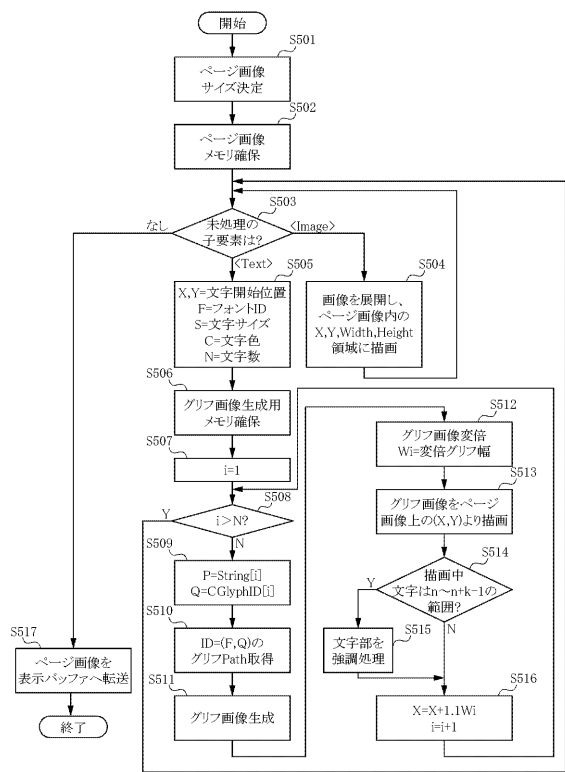 開始
S501
ページ画像
サイズ決定
S502
ページ画像
メモリ確保
S503
未処理の
子要素は?
なし
<Image>
<Text>
S504
画像を展開し、
ページ画像内の
X,Y,Width,Height
領域に描画
S505
X,Y=文字開始位置
F=フォントID
S=文字サイズ
C=文字色
N=文字数
S506
グリフ画像生成用
メモリ確保
S507
i=1
S508
i>N?
Y
N
S509
P=String[i]
Q=CGlyphID[i]
S510
ID=(F,Q)の
グリフPath取得
S511
グリフ画像生成
S512
グリフ画像変倍
Wi=変倍グリフ幅
S513
グリフ画像をページ
画像上の(X,Y)より描画
S514
描画中
文字はn~n+k-1の
範囲?
Y
N
S515
文字部を
強調処理
S516
X=X+1.1Wi
i=i+1
S517
ページ画像を
表示バッファへ転送
終了